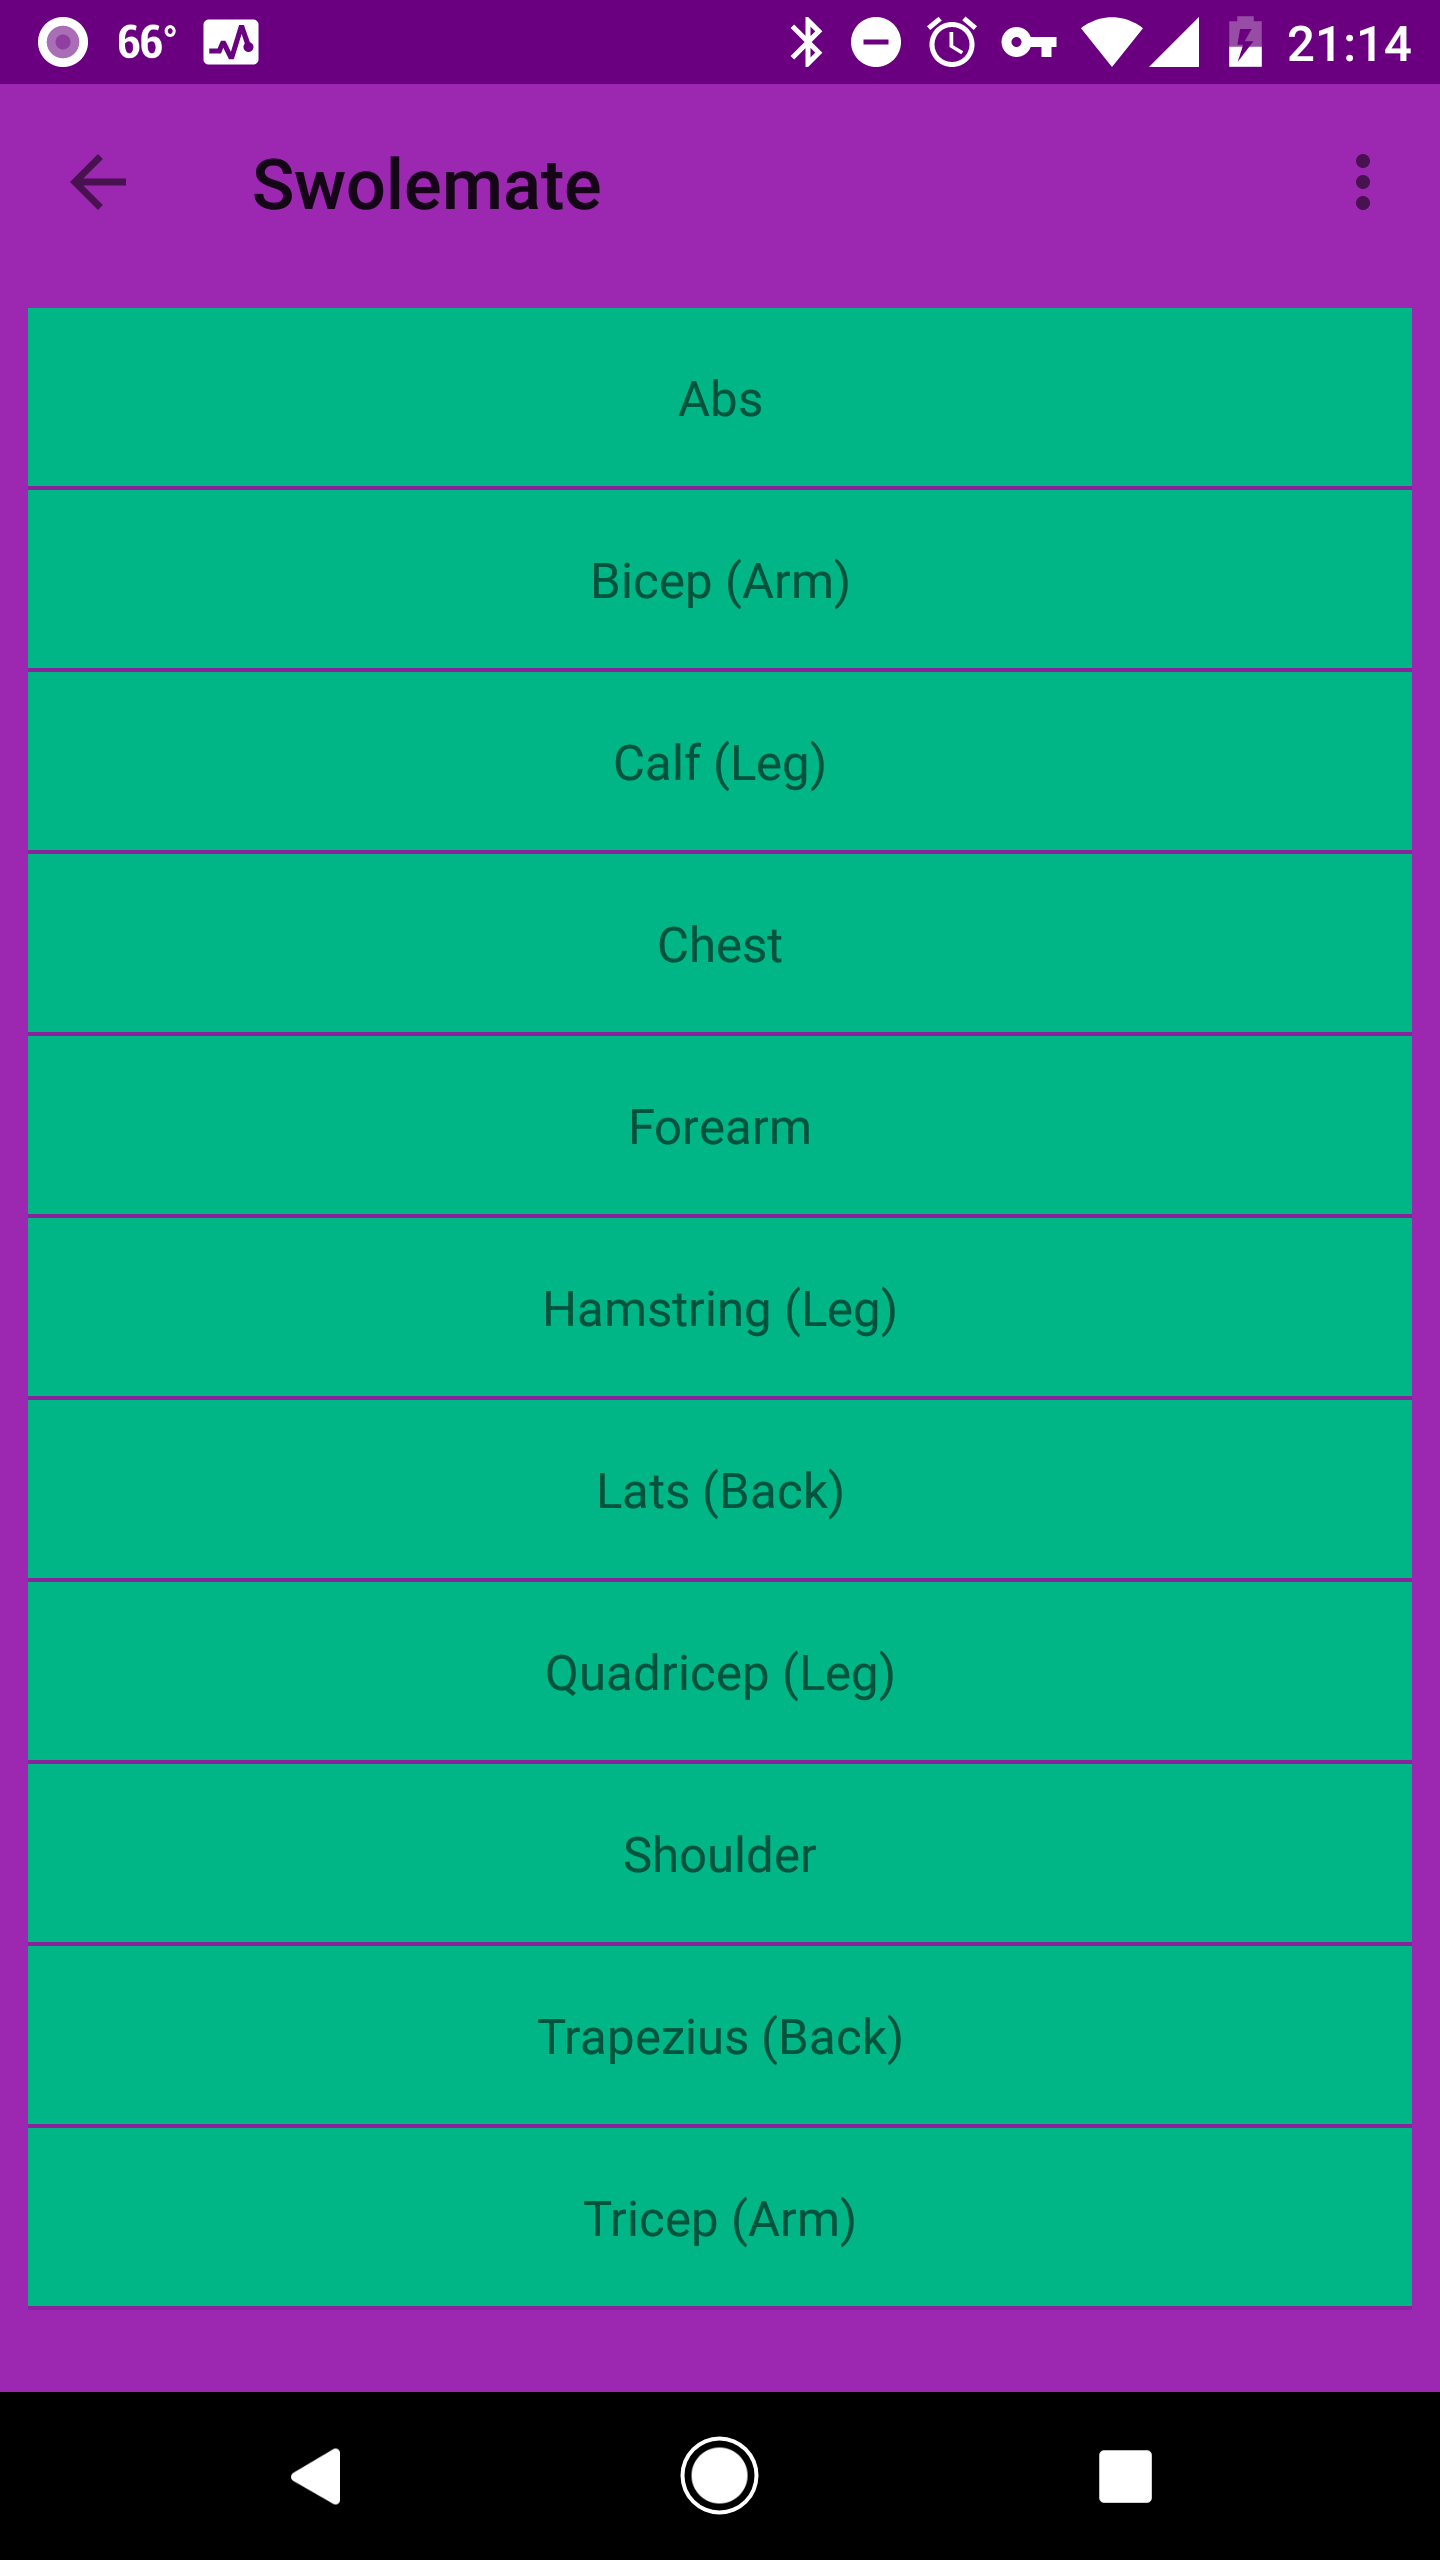 66° 21:14
Swolemate
Abs
Bicep (Arm)
Calf (Leg)
Chest
Forearm
Hamstring (Leg)
Lats (Back)
Quadricep (Leg)
Shoulder
Trapezius (Back)
Tricep (Arm)